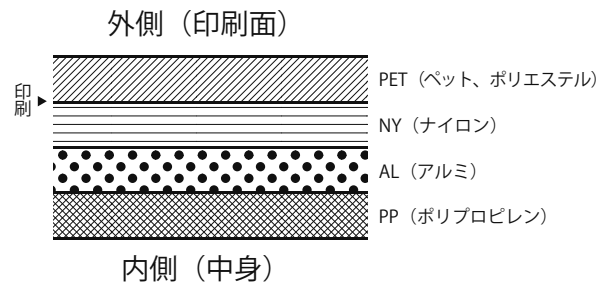 外側（印刷面）
PET（ペット、ポリエステル）
印刷
NY（ナイロン）
AL（アルミ）
PP（ポリプロピレン）
内側（中身）